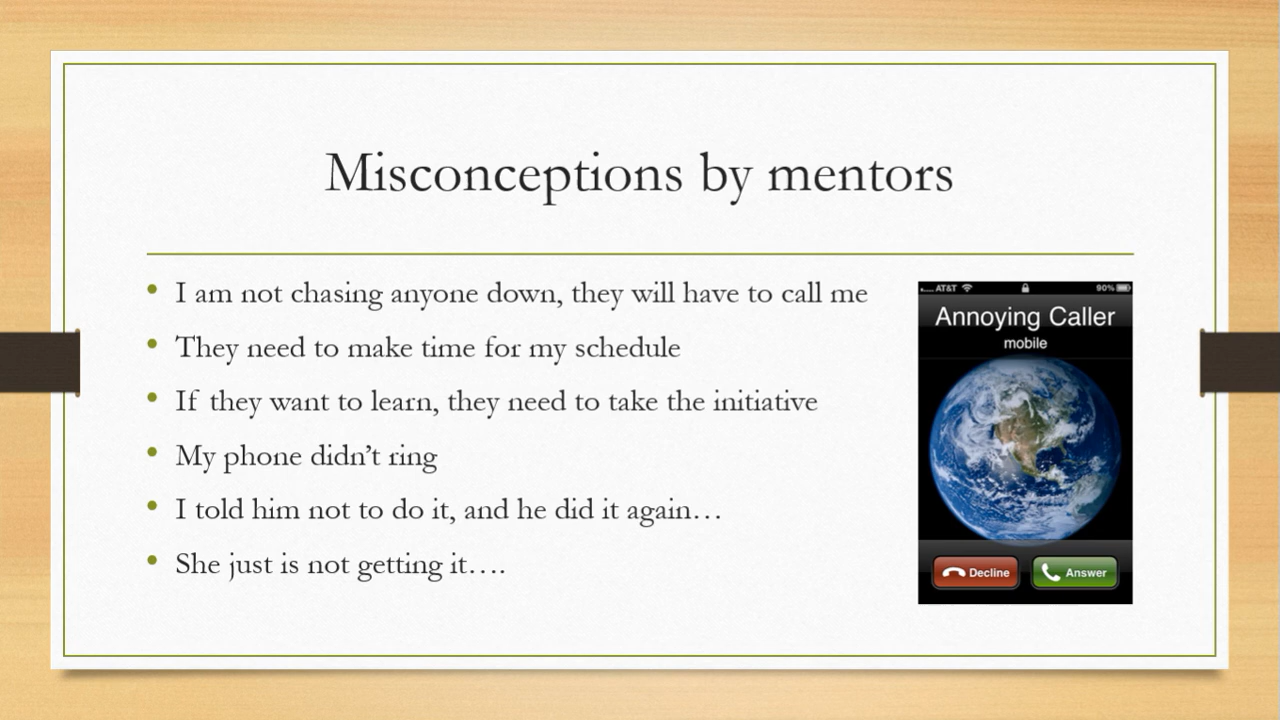 Misconceptions by mentors
• I am not chasing anyone down, they will have to call me
• They need to make time for my schedule
• If they want to learn, they need to take the initiative
• My phone didn’t ring
• I told him not to do it, and he did it again…
• She just is not getting it….
AT&T 90%
Annoying Caller
mobile
Decline Answer